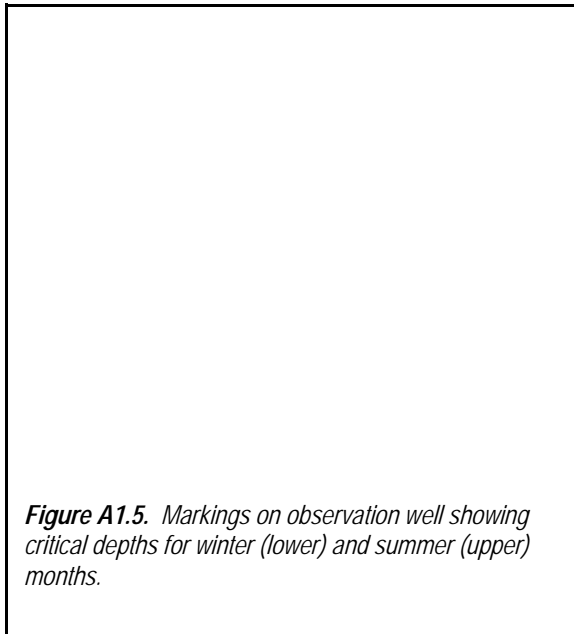 Figure A1.5. Markings on observation well showing
critical depths for winter (lower) and summer (upper)
months.